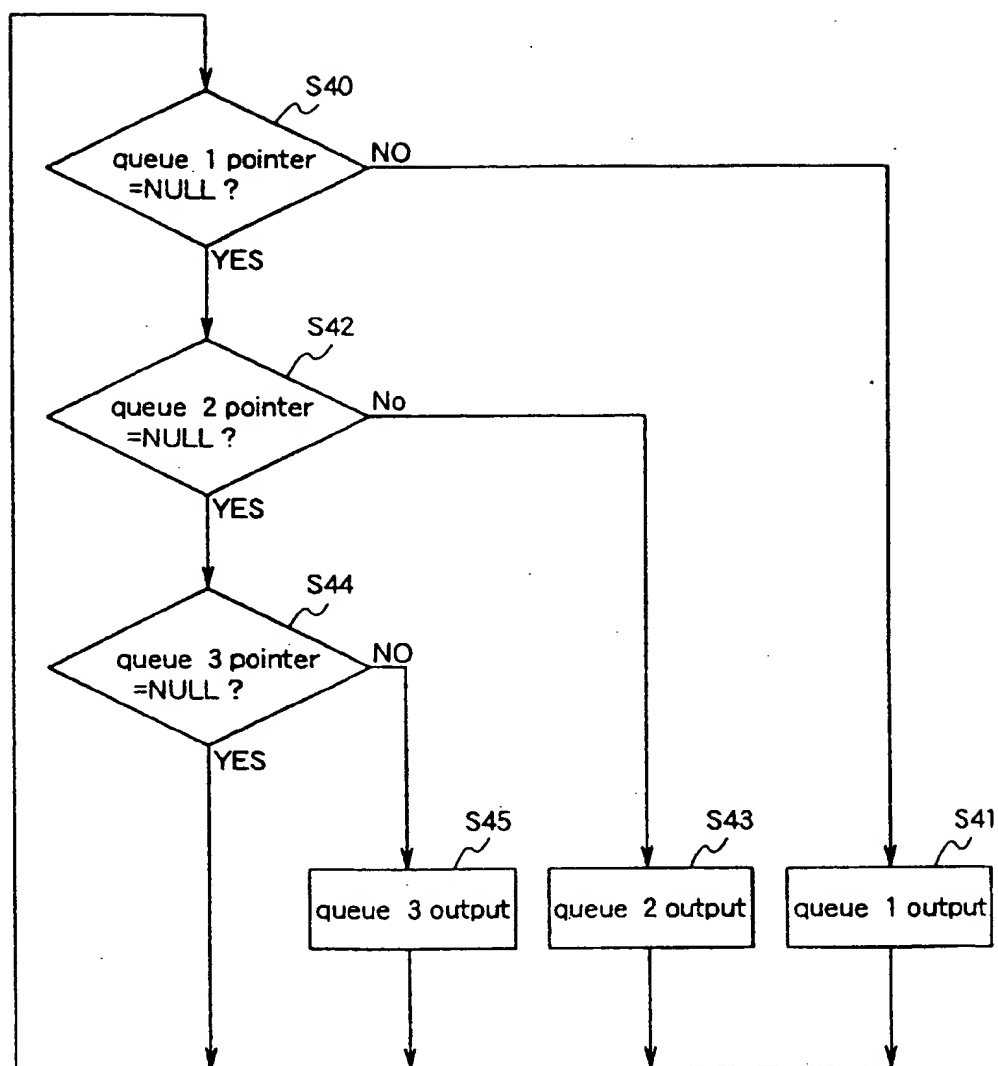 S40
queue 1 pointer
=NULL ?
NO
YES
S42
queue 2 pointer
=NULL ?
No
YES
S44
queue 3 pointer
=NULL ?
NO
YES
S45
S43
S41
queue 3 output
queue 2 output
queue 1 output